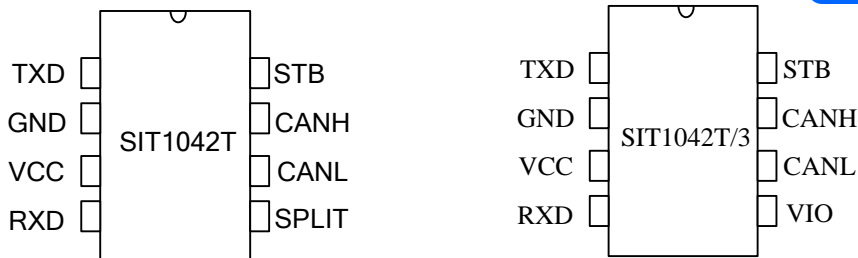 TXD
GND
VCC
RXD
SIT1042T
STB
CANH
CANL
SPLIT
TXD
GND
VCC
RXD
SIT1042T/3
STB
CANH
CANL
VIO